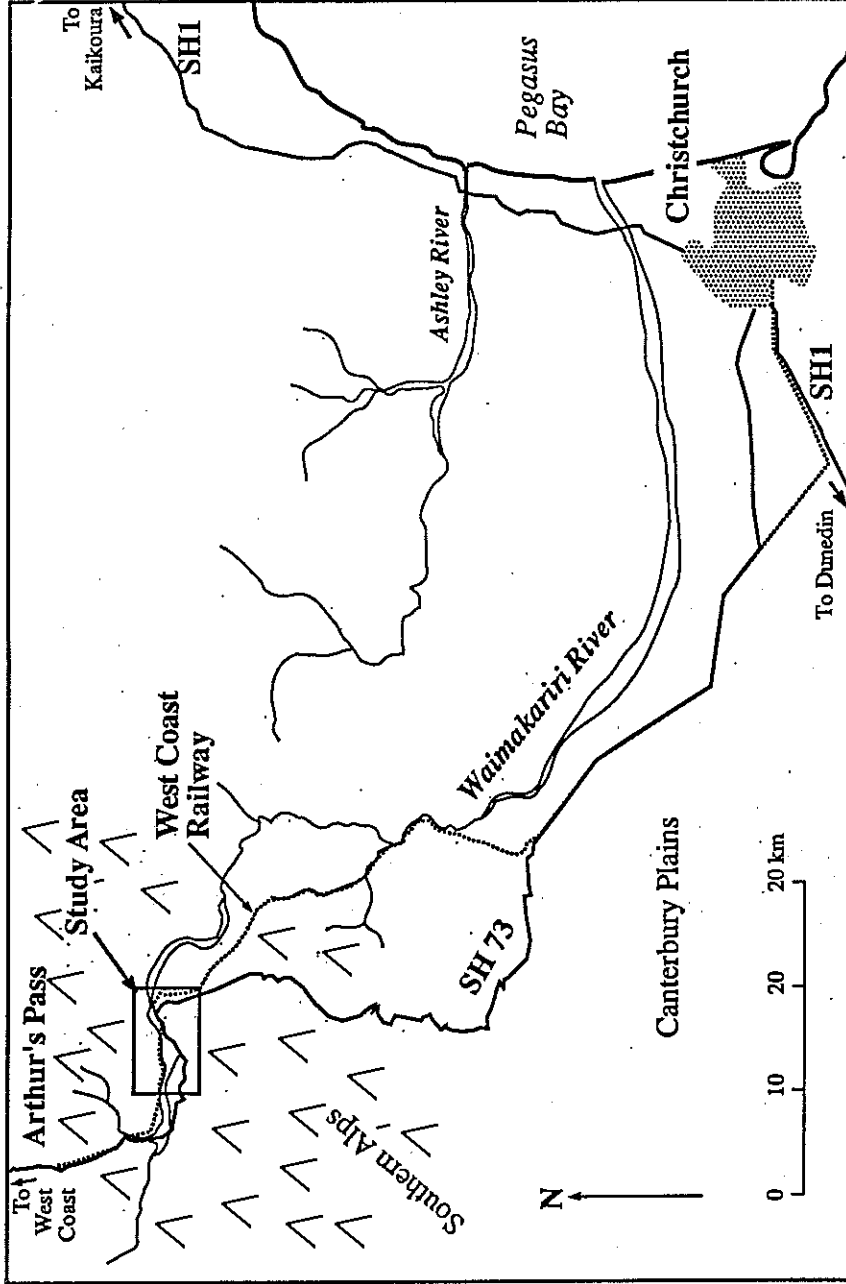 To
Kaikoura
SH1
Pegasus
Bay
Christchurch
Ashley River
SH1
To Dunedin
Waimakariri River
West Coast
Railway
Study Area
Arthur's Pass
To
West
Coast
Southern Alps
SH 73
Canterbury Plains
N
0
10
20
20 km